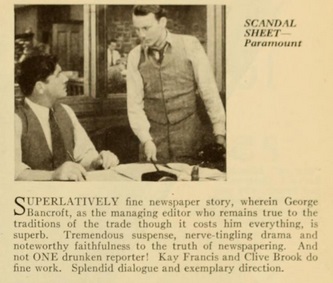 SCANDAL
SHEET—
Paramount
SUPERLATIVELY fine newspaper story, wherein George
Bancroft, as the managing editor who remains true to the
traditions of the trade though it costs him everything, is
superb. Tremendous suspense, nerve-tingling drama and
noteworthy faithfulness to the truth of newspapering. And
not ONE drunken reporter! Kay Francis and Clive Brook do
fine work. Splendid dialogue and exemplary direction.